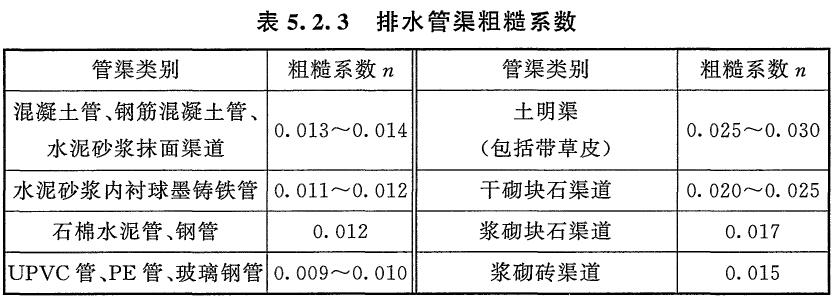 表 5.2.3 排水管渠粗糙系数
管渠类别 粗糙系数 n 管渠类别 粗糙系数 n
混凝土管、钢筋混凝土管、
水泥砂浆抹面渠道
0.013～0.014
土明渠
（包括带草皮）
0.025～0.030
水泥砂浆内衬球墨铸铁管 0.011～0.012 干砌块石渠道 0.020～0.025
石棉水泥管、钢管 0.012 浆砌块石渠道 0.017
UPVC 管、PE 管、玻璃钢管 0.009～0.010 浆砌砖渠道 0.015